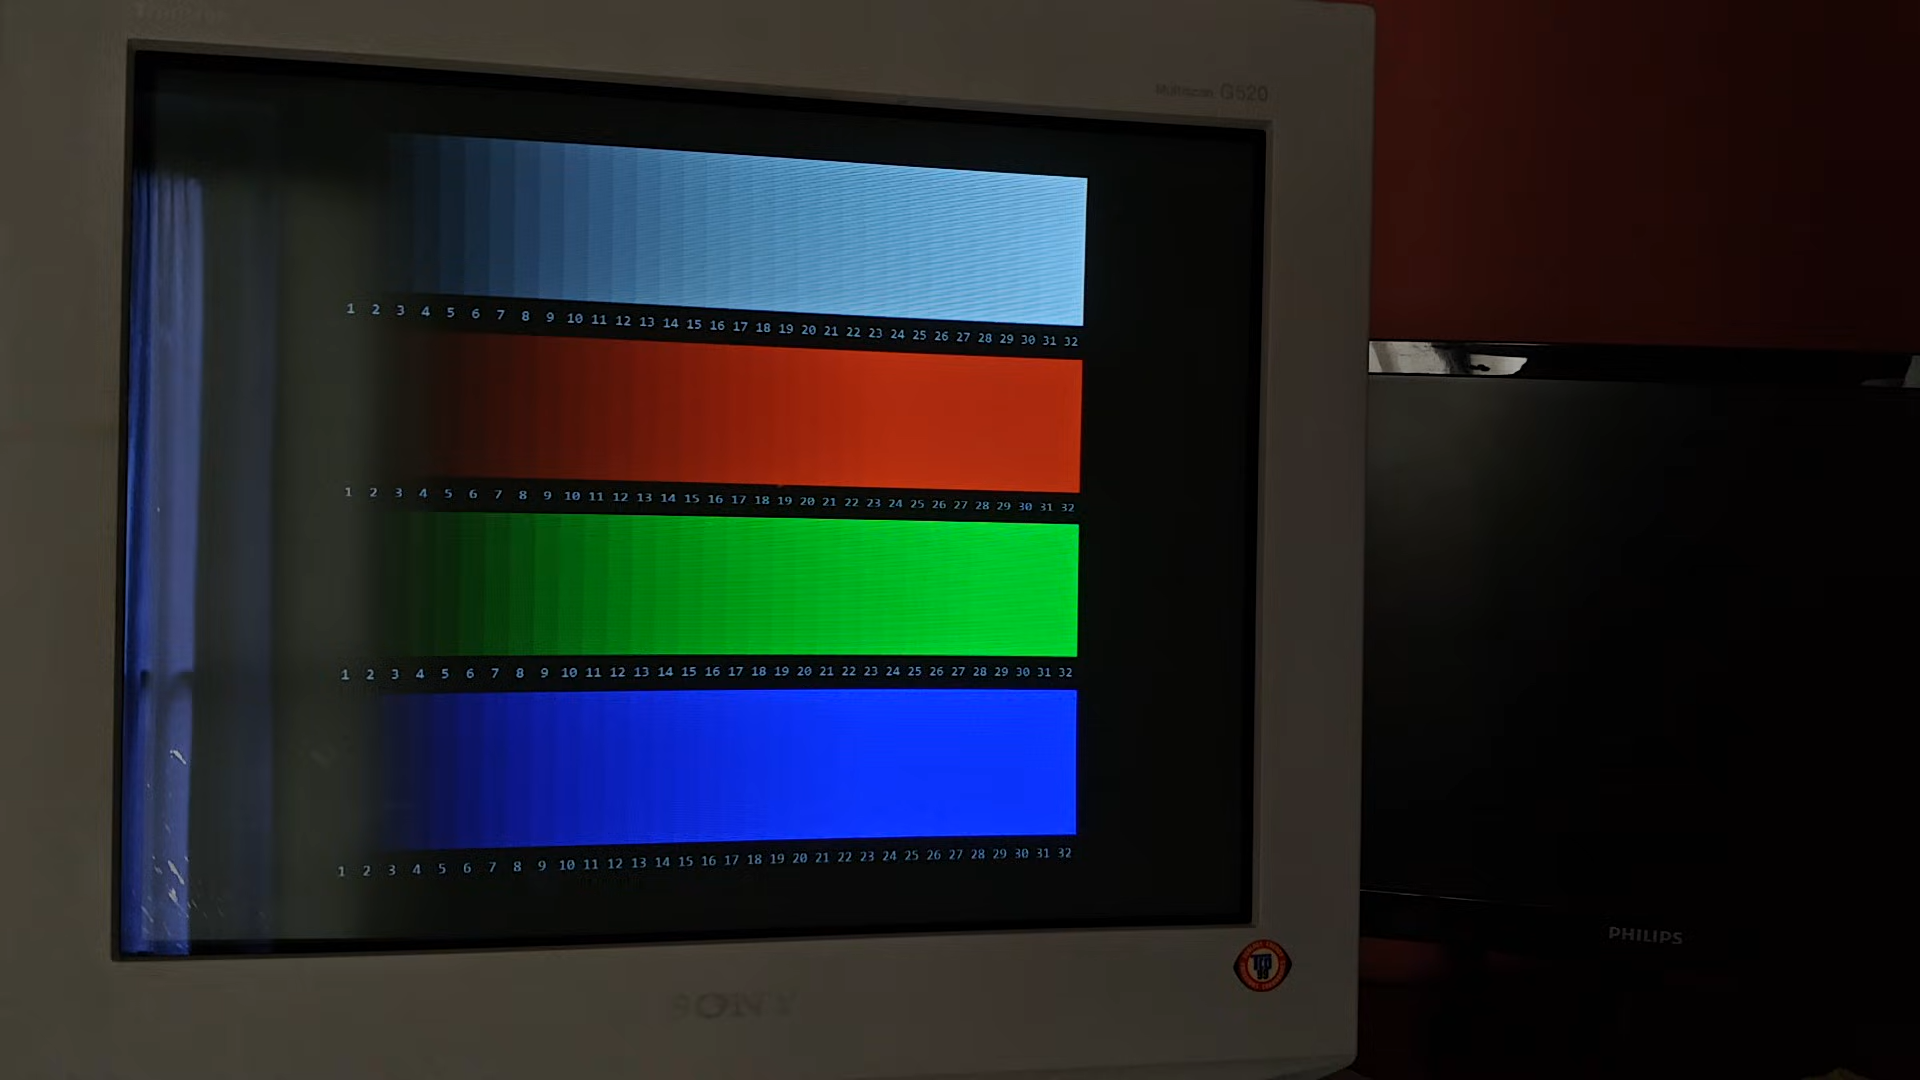 Multiscan G520
1 2 3 4 5 6 7 8 9 10 11 12 13 14 15 16 17 18 19 20 21 22 23 24 25 26 27 28 29 30 31 32
1 2 3 4 5 6 7 8 9 10 11 12 13 14 15 16 17 18 19 20 21 22 23 24 25 26 27 28 29 30 31 32
1 2 3 4 5 6 7 8 9 10 11 12 13 14 15 16 17 18 19 20 21 22 23 24 25 26 27 28 29 30 31 32
1 2 3 4 5 6 7 8 9 10 11 12 13 14 15 16 17 18 19 20 21 22 23 24 25 26 27 28 29 30 31 32
PHILIPS
TCO
99
SONY